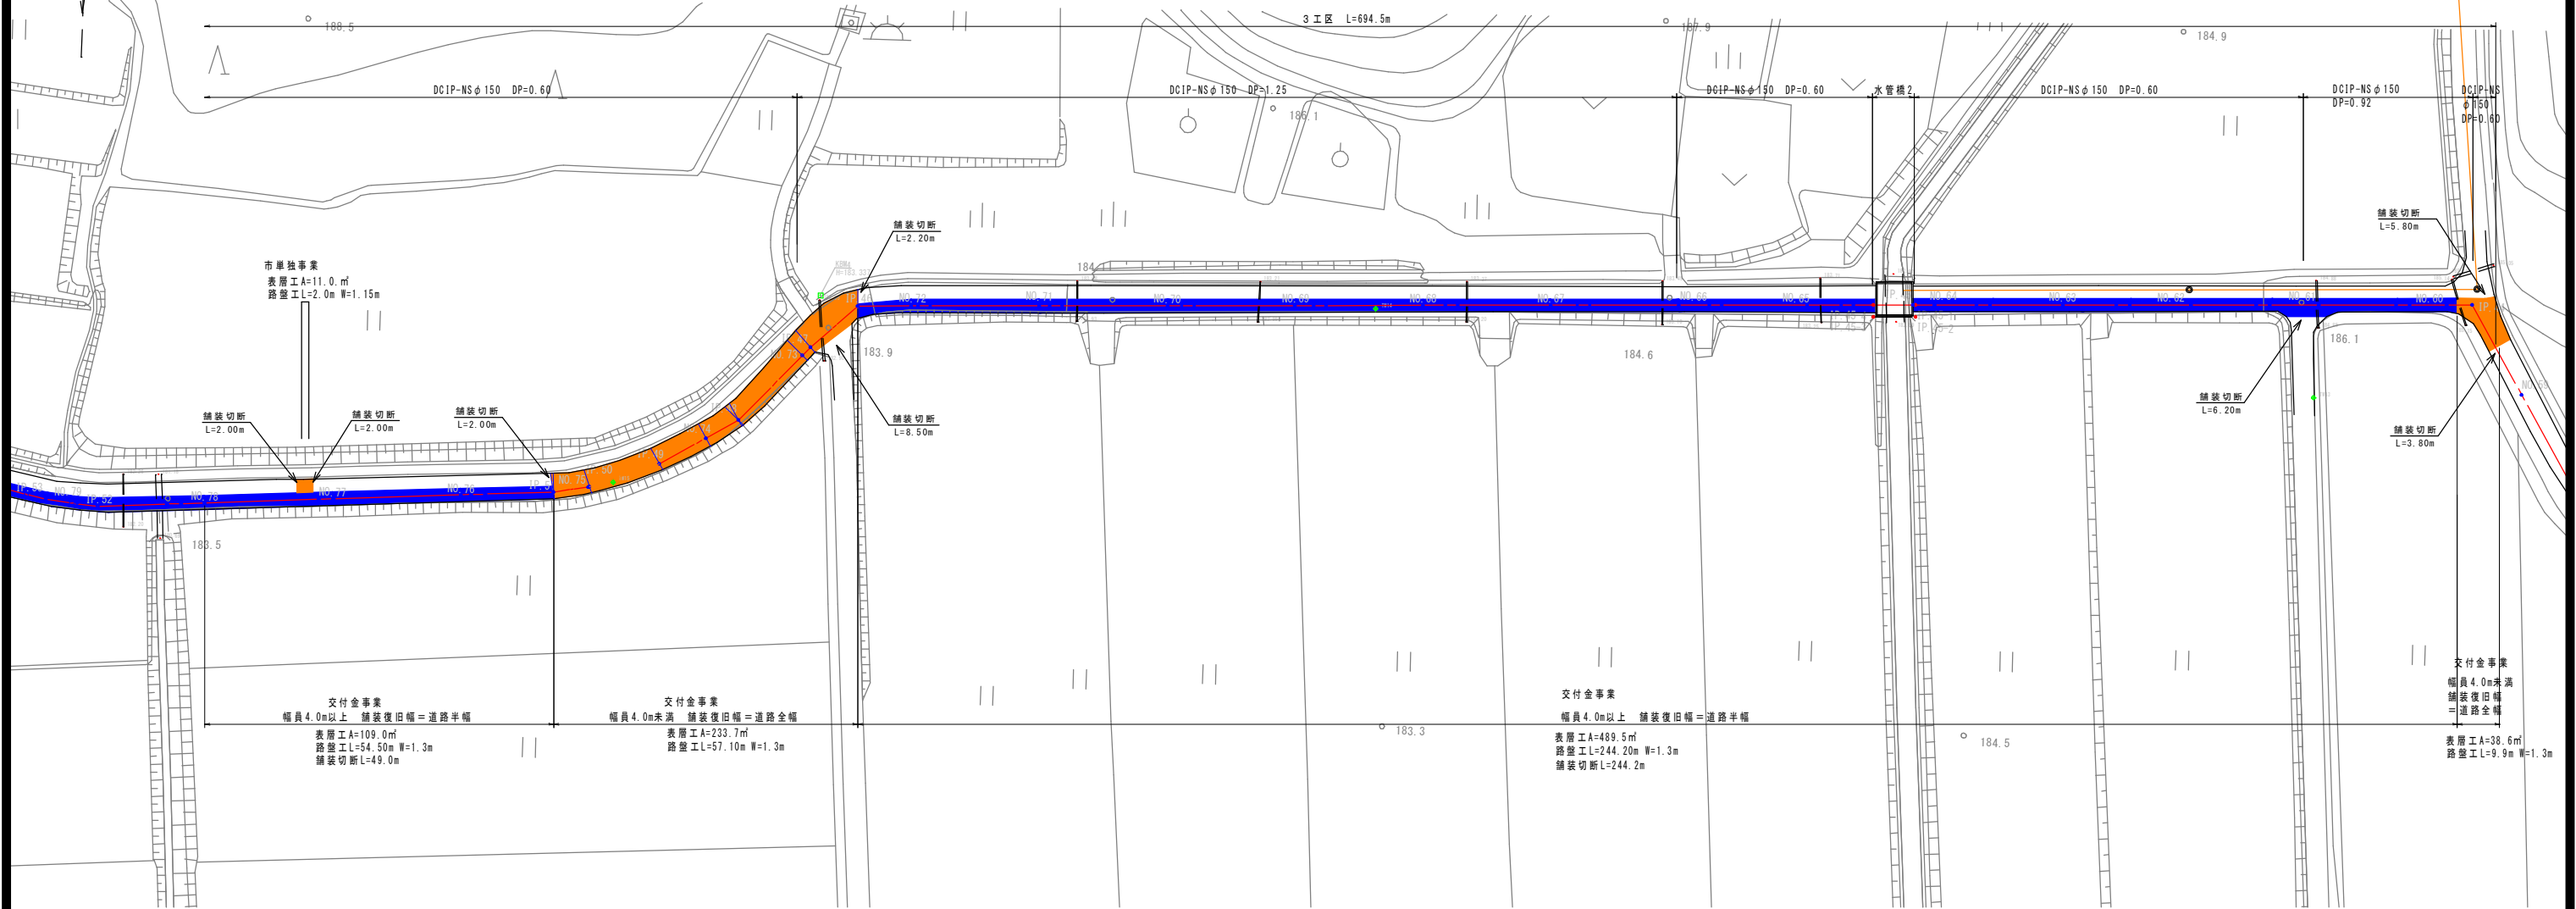 3工区 L=694.5m
188.5
187.9
184.9
DCIP-NSφ150 DP=0.60
DCIP-NSφ150 DP=1.25
DCIP-NSφ150 DP=0.60
水管橋2
DCIP-NSφ150 DP=0.60
DCIP-NSφ150
DP=0.92
DCIP-NS
φ150
DP=0.60
186.1
舗装切断
L=2.20m
舗装切断
L=5.80m
市単独事業
表層工A=11.0㎡
路盤工L=2.0m W=1.15m
NO.72
NO.71
NO.70
NO.69
NO.68
NO.67
NO.66
NO.65
NO.64
NO.63
NO.62
NO.61
NO.60
IP.46
183.9
184.6
186.1
NO.73
NO.59
舗装切断
L=2.00m
舗装切断
L=2.00m
舗装切断
L=2.00m
舗装切断
L=8.50m
舗装切断
L=6.20m
舗装切断
L=3.80m
IP.49
IP.50
NO.75
IP.53
NO.79
IP.52
NO.78
NO.77
NO.76
183.5
交付金事業
幅員4.0m以上 舗装復旧幅=道路半幅
表層工A=109.0㎡
路盤工L=54.50m W=1.3m
舗装切断L=49.0m
交付金事業
幅員4.0m未満 舗装復旧幅=道路全幅
表層工A=233.7㎡
路盤工L=57.10m W=1.3m
交付金事業
幅員4.0m以上 舗装復旧幅=道路半幅
表層工A=489.5㎡
路盤工L=244.20m W=1.3m
舗装切断L=244.2m
183.3
184.5
交付金事業
幅員4.0m未満
舗装復旧幅
=道路全幅
表層工A=38.6㎡
路盤工L=9.9m W=1.3m